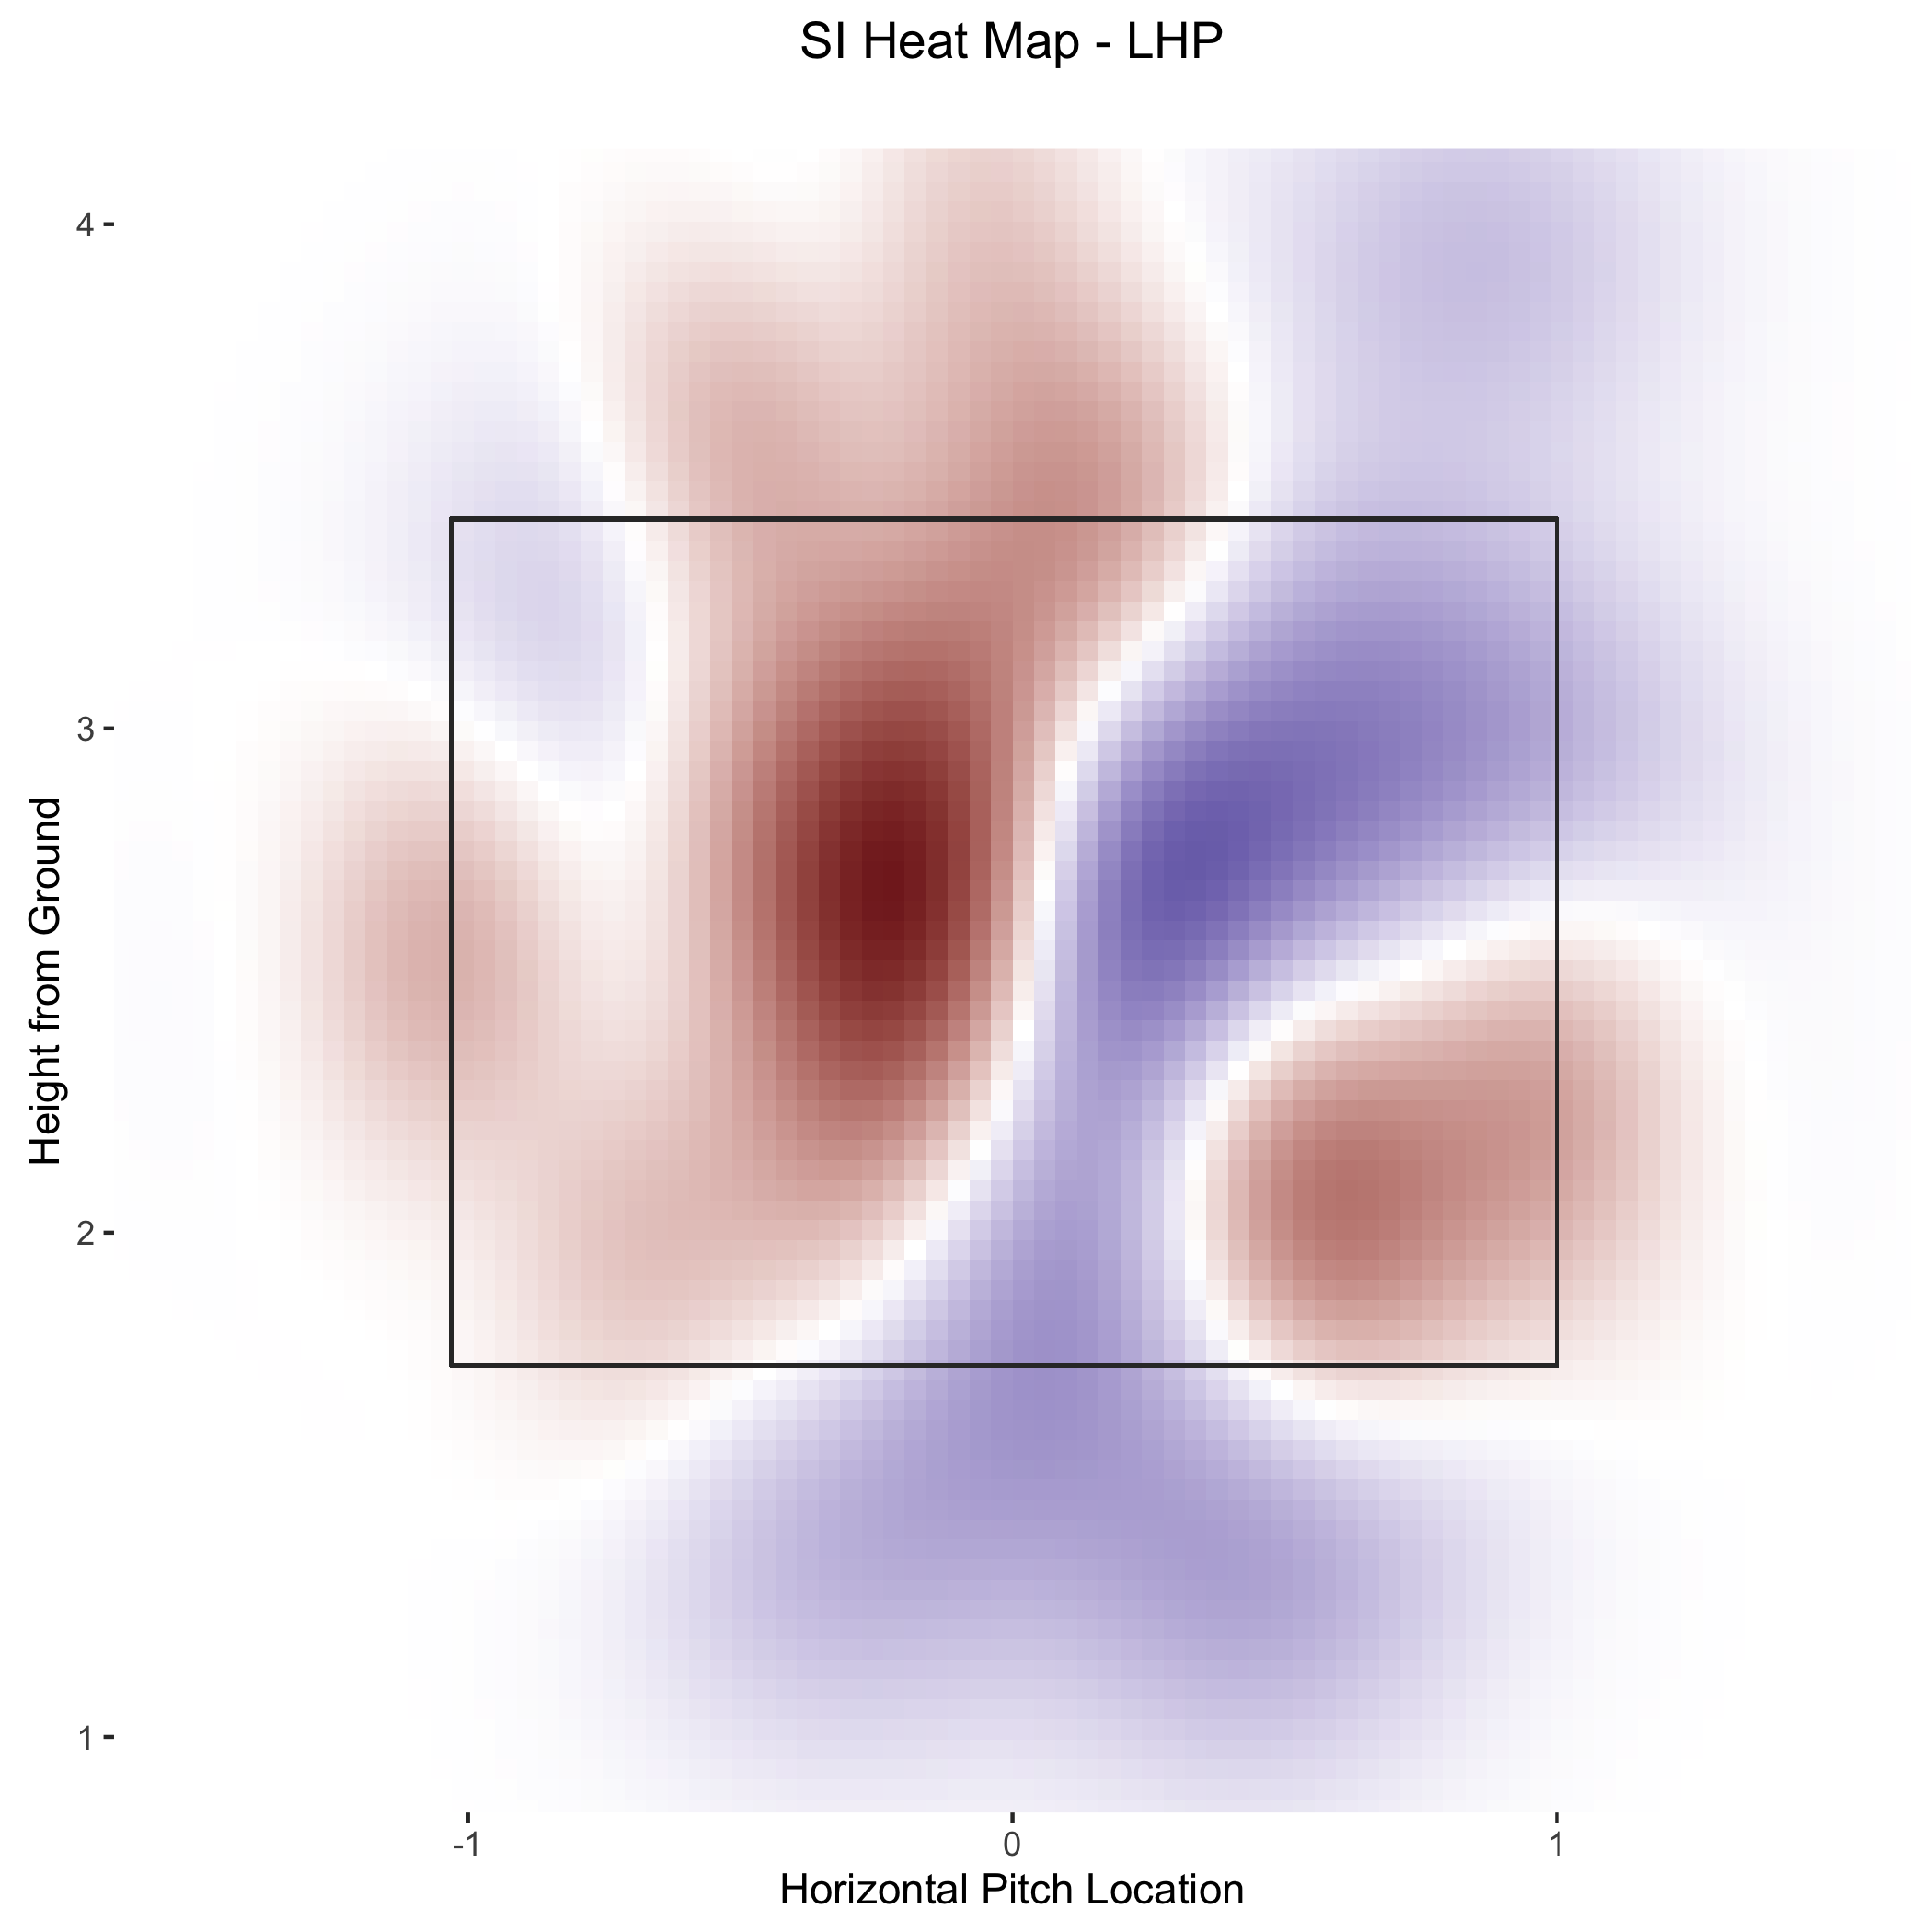 SI Heat Map - LHP
4
3
2
1
Height from Ground
-1 0 1
Horizontal Pitch Location